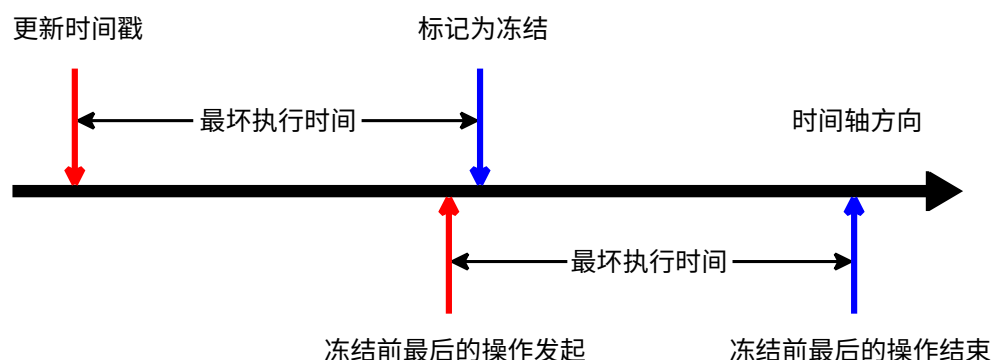 更新时间戳
标记为冻结
最坏执行时间
时间轴方向
最坏执行时间
冻结前最后的操作发起
冻结前最后的操作结束